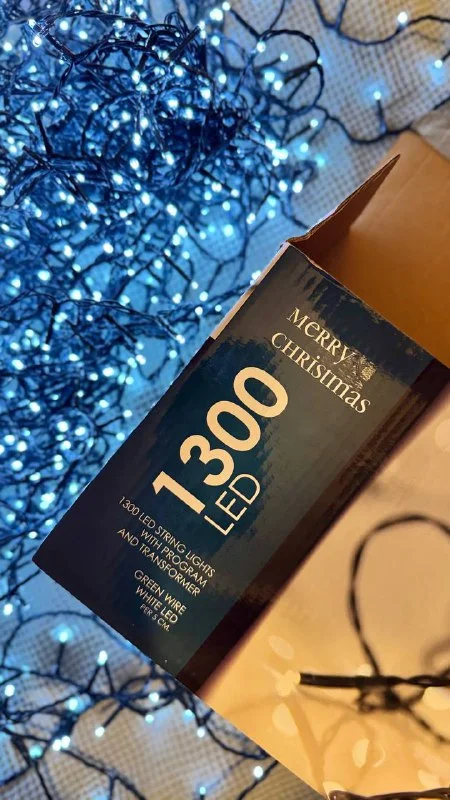 MERRY
CHRISTMAS
1300
LED
1300 LED STRING LIGHTS
WITH PROGRAM
AND TRANSFORMER
GREEN WIRE
WHITE LED
PER 5 CM.